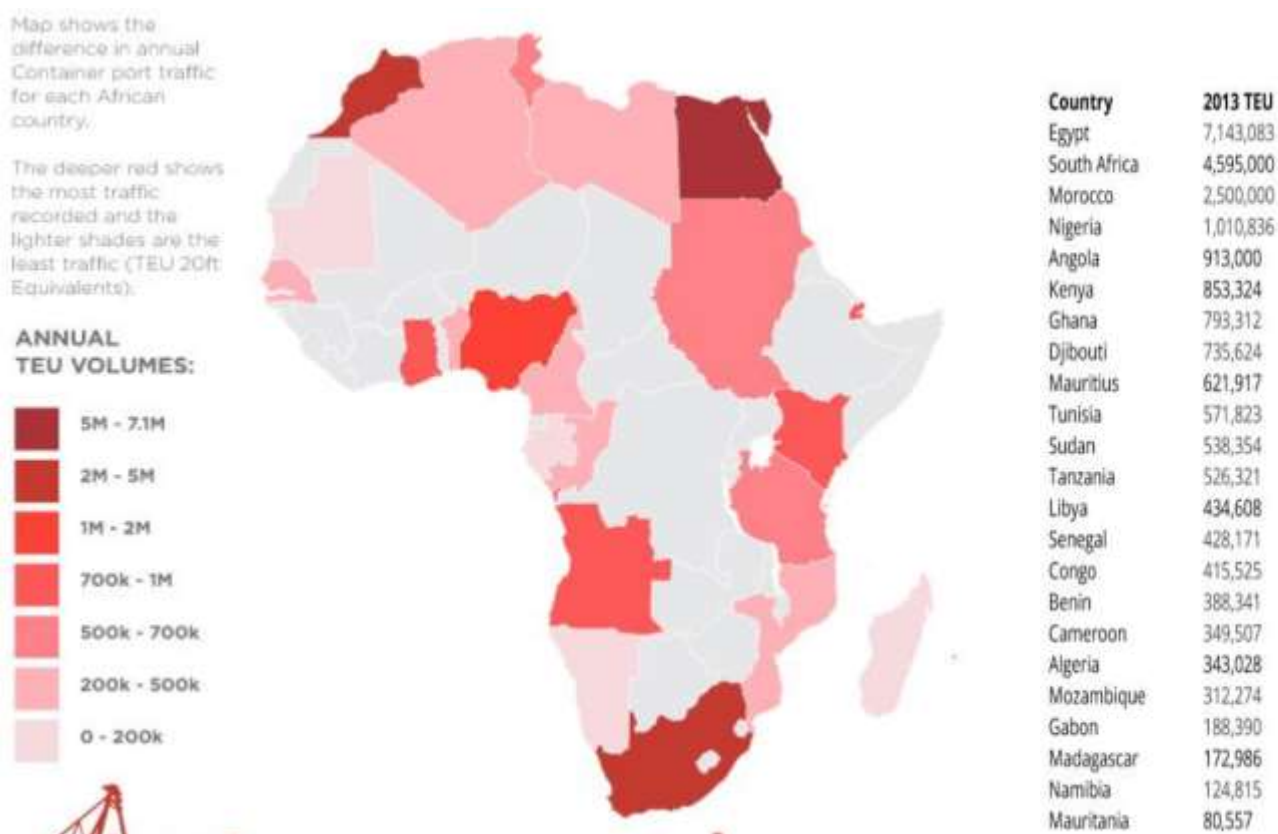 Map shows the
difference in annual
Container port traffic
for each African
country.
The deeper red shows
the most traffic
recorded and the
lighter shades are the
least traffic (TEU 20ft
Equivalents).
ANNUAL
TEU VOLUMES:
5M - 7.1M
2M - 5M
1M - 2M
700k - 1M
500k - 700k
200k - 500k
0 - 200k
Country 2013 TEU
Egypt 7,143,083
South Africa 4,595,000
Morocco 2,500,000
Nigeria 1,010,836
Angola 913,000
Kenya 853,324
Ghana 793,312
Djibouti 735,624
Mauritius 621,917
Tunisia 571,823
Sudan 538,354
Tanzania 526,321
Libya 434,608
Senegal 428,171
Congo 415,525
Benin 388,341
Cameroon 349,507
Algeria 343,028
Mozambique 312,274
Gabon 188,390
Madagascar 172,986
Namibia 124,815
Mauritania 80,557